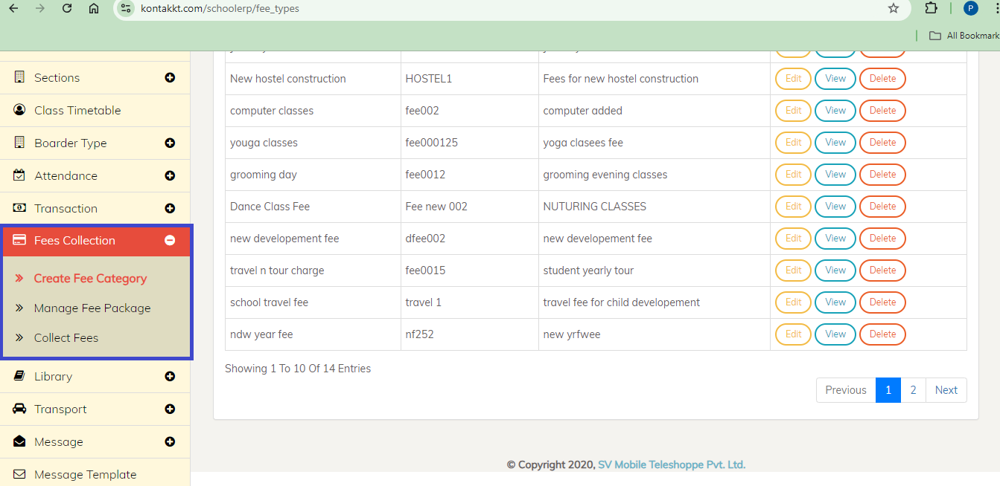 kontakkt.com/schoolerp/fee_types
P
All Bookmark
Sections
Class Timetable
Boarder Type
Attendance
Transaction
Fees Collection
Create Fee Category
Manage Fee Package
Collect Fees
Library
Transport
Message
Message Template
New hostel construction HOSTEL1 Fees for new hostel construction Edit View Delete
computer classes fee002 computer added Edit View Delete
youga classes fee000125 yoga clasees fee Edit View Delete
grooming day fee0012 grooming evening classes Edit View Delete
Dance Class Fee Fee new 002 NUTURING CLASSES Edit View Delete
new developement fee dfee002 new developement fee Edit View Delete
travel n tour charge fee0015 student yearly tour Edit View Delete
school travel fee travel 1 travel fee for child developement Edit View Delete
ndw year fee nf252 new yrfwee Edit View Delete
Showing 1 To 10 Of 14 Entries
Previous 1 2 Next
© Copyright 2020, SV Mobile Teleshoppe Pvt. Ltd.